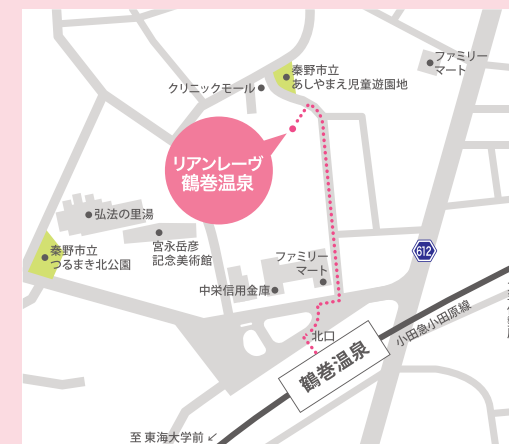 ファミリー
マート
秦野市立
あしやまえ児童遊園地
クリニックモール
リアンレーヴ
鶴巻温泉
弘法の里湯
宮永岳彦
記念美術館
秦野市立
つるまき北公園
612
ファミリー
マート
中栄信用金庫
北口
小田急小田原線
鶴巻温泉
至 東海大学前